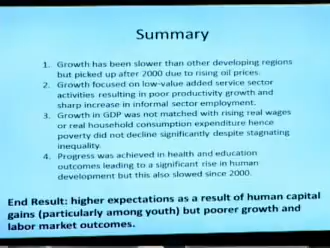 Summary
1. Growth has been slower than other developing regions
but picked up after 2000 due to rising oil prices.
2. Growth focused on low-value added service sector
activities resulting in poor productivity growth and
sharp increase in informal sector employment.
3. Growth in GDP was not matched with rising real wages
or real household consumption expenditure hence
poverty did not decline significantly despite stagnating
inequality.
4. Progress was achieved in health and education
outcomes leading to a significant rise in human
development but this also slowed since 2000.
End Result: higher expectations as a result of human capital
gains (particularly among youth) but poorer growth and
labor market outcomes.